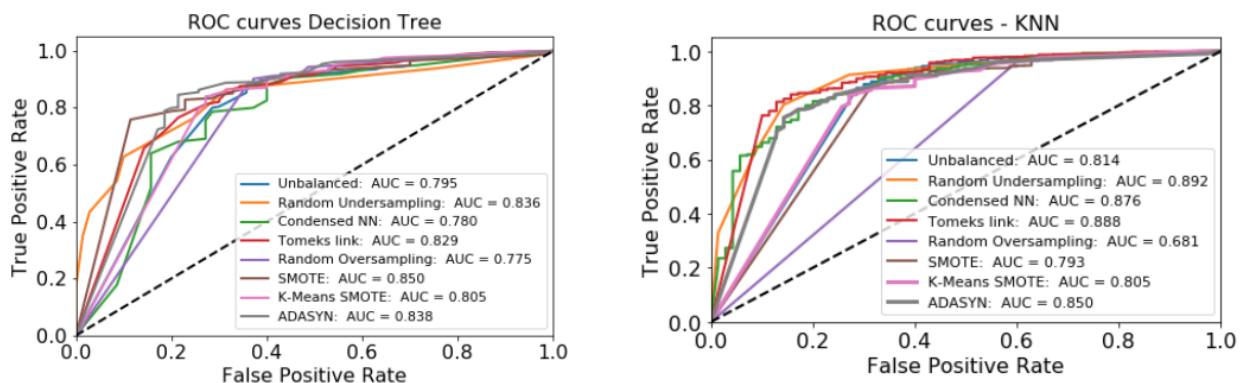 ROC curves Decision Tree
True Positive Rate
1.0
0.8
0.6
0.4
0.2
0.0
Unbalanced: AUC = 0.795
Random Undersampling: AUC = 0.836
Condensed NN: AUC = 0.780
Tomeks link: AUC = 0.829
Random Oversampling: AUC = 0.775
SMOTE: AUC = 0.850
K-Means SMOTE: AUC = 0.805
ADASYN: AUC = 0.838
0.0 0.2 0.4 0.6 0.8 1.0
False Positive Rate
ROC curves - KNN
True Positive Rate
1.0
0.8
0.6
0.4
0.2
0.0
Unbalanced: AUC = 0.814
Random Undersampling: AUC = 0.892
Condensed NN: AUC = 0.876
Tomeks link: AUC = 0.888
Random Oversampling: AUC = 0.681
SMOTE: AUC = 0.793
K-Means SMOTE: AUC = 0.805
ADASYN: AUC = 0.850
0.0 0.2 0.4 0.6 0.8 1.0
False Positive Rate